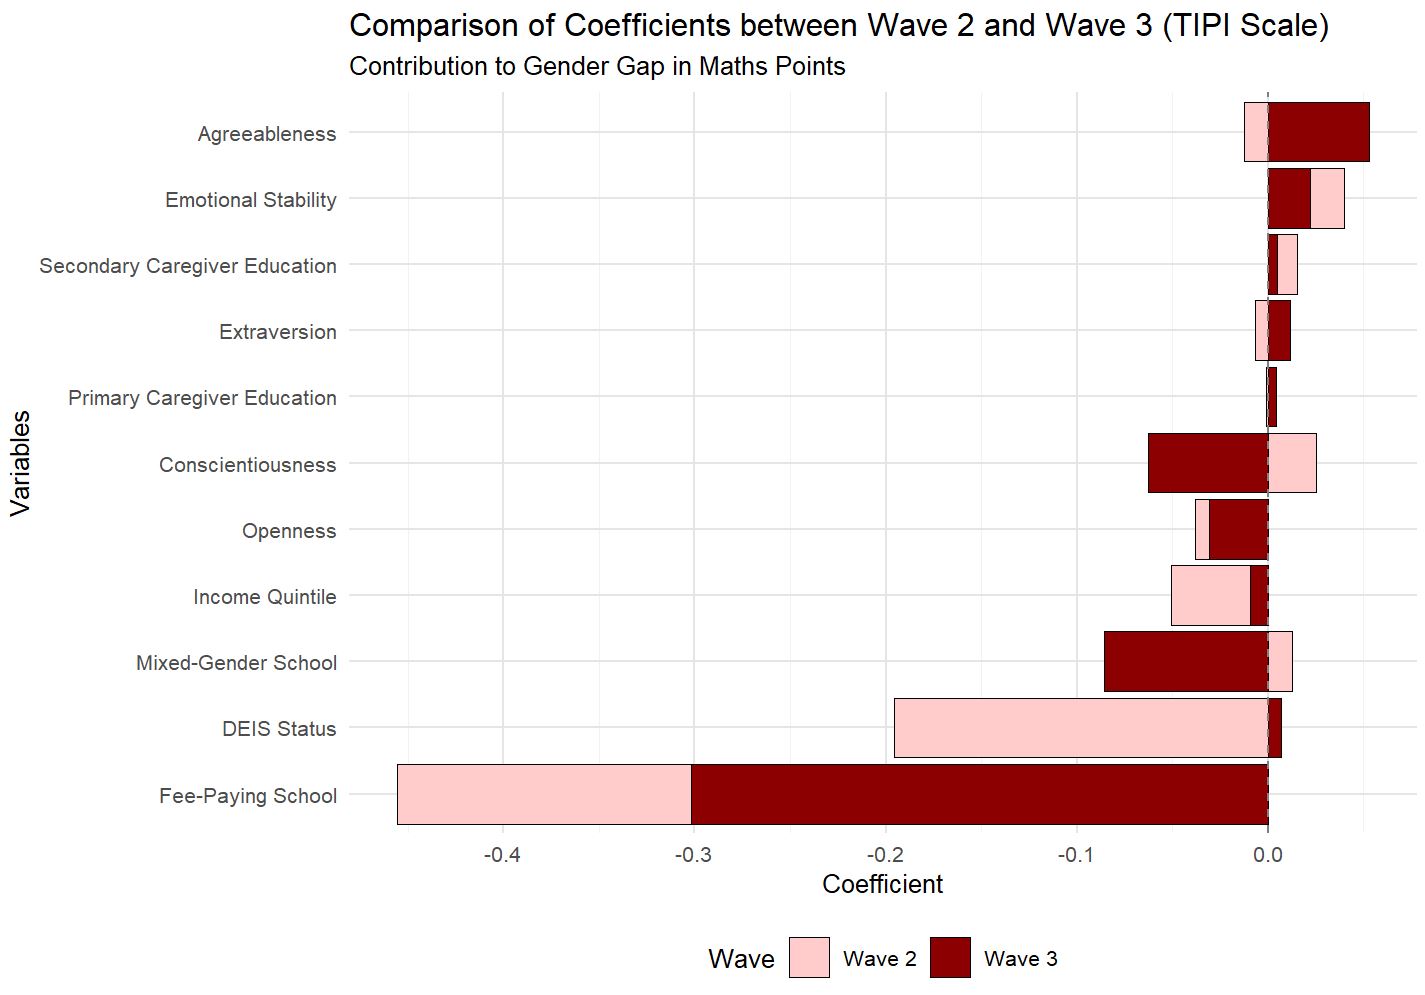 Comparison of Coefficients between Wave 2 and Wave 3 (TIPI Scale)
Contribution to Gender Gap in Maths Points
Variables
Agreeableness
Emotional Stability
Secondary Caregiver Education
Extraversion
Primary Caregiver Education
Conscientiousness
Openness
Income Quintile
Mixed-Gender School
DEIS Status
Fee-Paying School
-0.4 -0.3 -0.2 -0.1 0.0
Coefficient
Wave Wave 2 Wave 3